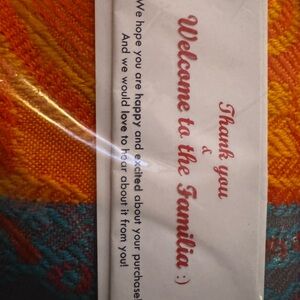 Thank you
&
Welcome to the Familia :)
We hope you are happy and excited about your purchase!
And we would love to hear about it from you!